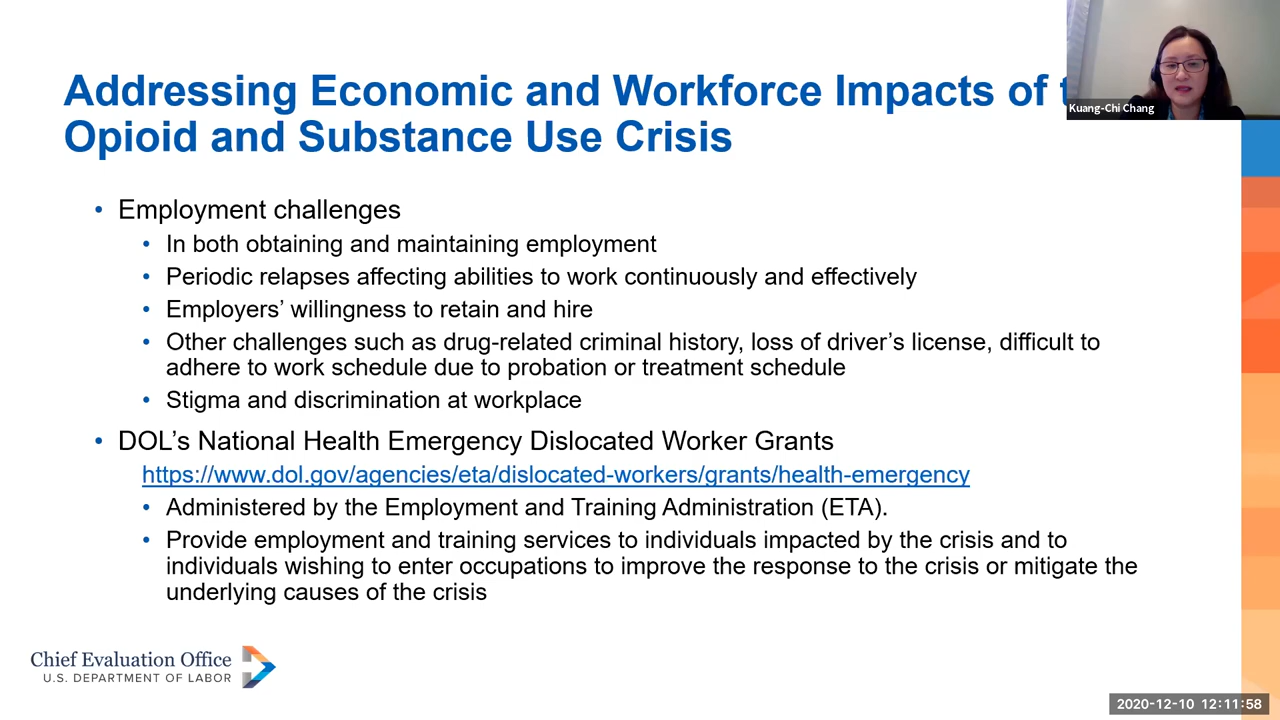 Addressing Economic and Workforce Impacts of
Opioid and Substance Use Crisis
Kuang-Chi Chang
• Employment challenges
• In both obtaining and maintaining employment
• Periodic relapses affecting abilities to work continuously and effectively
• Employers’ willingness to retain and hire
• Other challenges such as drug-related criminal history, loss of driver’s license, difficult to
adhere to work schedule due to probation or treatment schedule
• Stigma and discrimination at workplace
• DOL’s National Health Emergency Dislocated Worker Grants
https://www.dol.gov/agencies/eta/dislocated-workers/grants/health-emergency
• Administered by the Employment and Training Administration (ETA).
• Provide employment and training services to individuals impacted by the crisis and to
individuals wishing to enter occupations to improve the response to the crisis or mitigate the
underlying causes of the crisis
Chief Evaluation Office
U.S. DEPARTMENT OF LABOR
2020-12-10 12:11:58